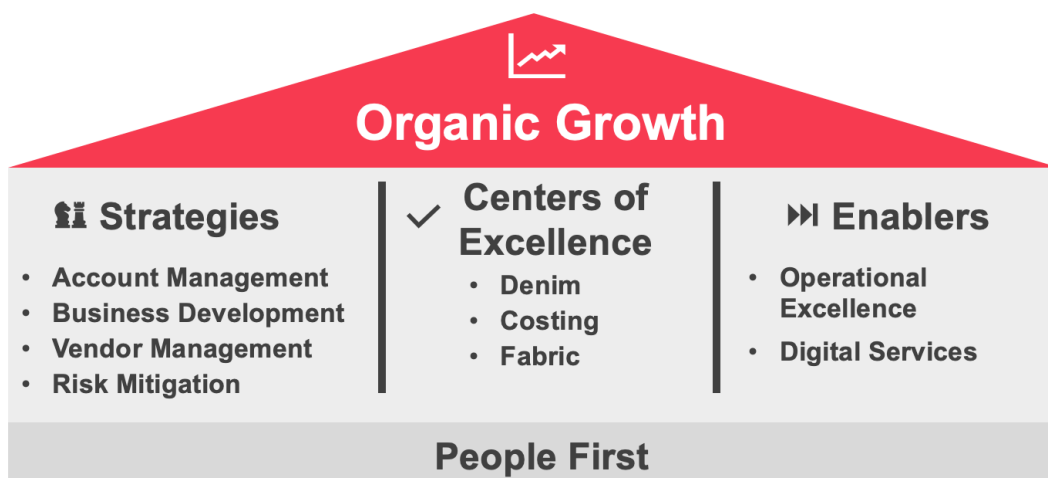 Organic Growth
Strategies
• Account Management
• Business Development
• Vendor Management
• Risk Mitigation
Centers of
Excellence
• Denim
• Costing
• Fabric
Enablers
• Operational
Excellence
• Digital Services
People First